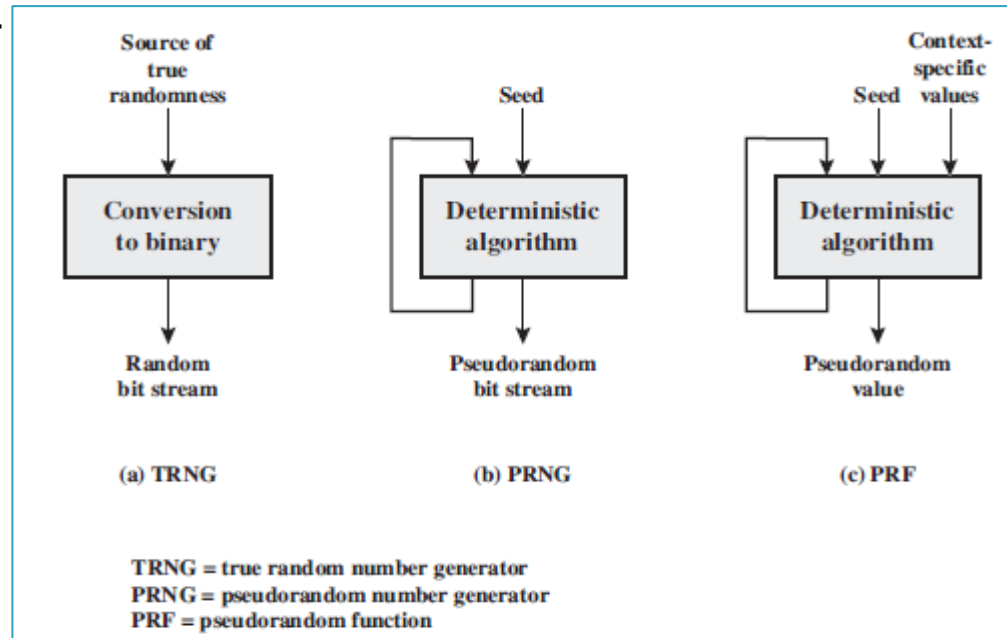 Source of
true
randomness
Conversion
to binary
Random
bit stream
(a) TRNG
Seed
Deterministic
algorithm
Pseudorandom
bit stream
(b) PRNG
Context-
specific
values
Seed
Deterministic
algorithm
Pseudorandom
value
(c) PRF
TRNG = true random number generator
PRNG = pseudorandom number generator
PRF = pseudorandom function